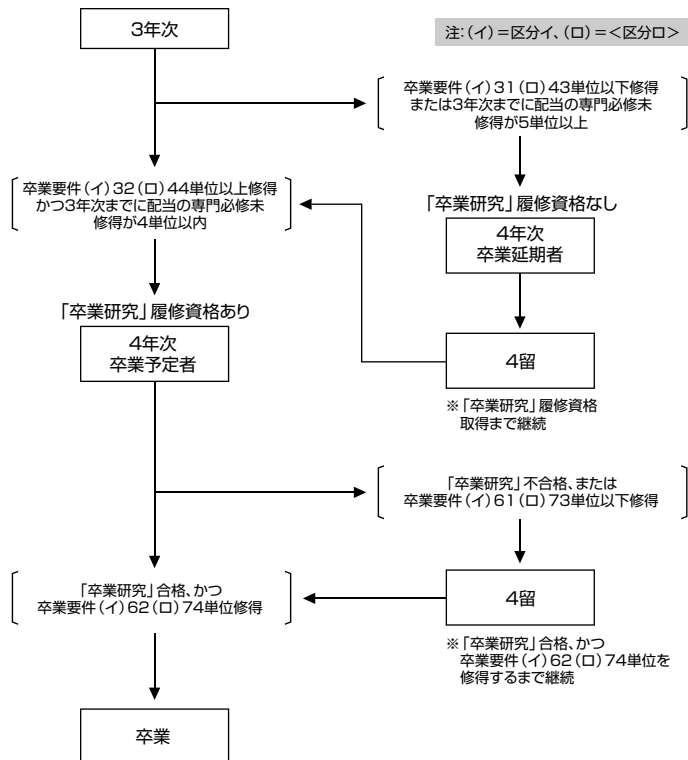 3年次
注:(イ)=区分イ、(ロ)=<区分ロ>
卒業要件(イ)31(ロ)43単位以下修得
または3年次までに配当の専門必修未
修得が5単位以上
卒業要件(イ)32(ロ)44単位以上修得
かつ3年次までに配当の専門必修未
修得が4単位以内
「卒業研究」履修資格なし
4年次
卒業延期者
「卒業研究」履修資格あり
4年次
卒業予定者
4留
※「卒業研究」履修資格
取得まで継続
「卒業研究」不合格、または
卒業要件(イ)61(ロ)73単位以下修得
「卒業研究」合格、かつ
卒業要件(イ)62(ロ)74単位修得
4留
※「卒業研究」合格、かつ
卒業要件(イ)62(ロ)74単位を
修得するまで継続
卒業